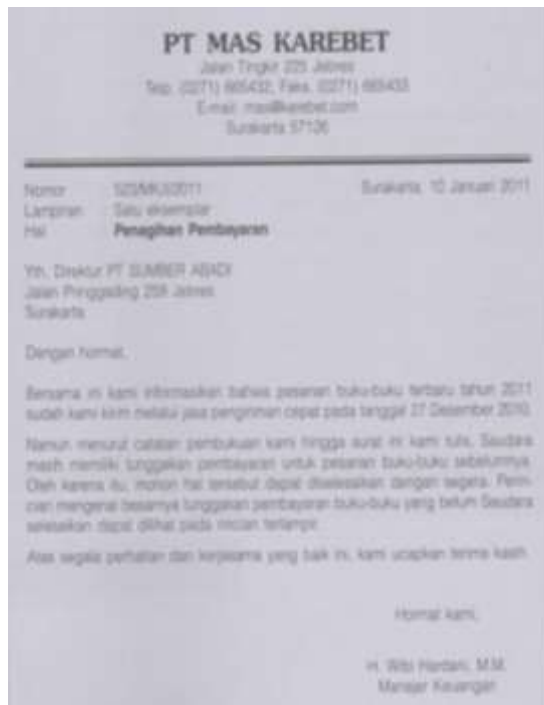 PT MAS KAREBET
Jalan Tingkir 225 Jebres
Telp. (0271) 665432, Faks. (0271) 665433
E-mail:
Surakarta 57126
Nomor Surakarta, 10 Januari 2011
Lampiran Satu eksemplar
Hal Penagihan Pembayaran
Yth. Direktur PT SUMBER ABADI
Jalan Pringgading Jebres
Surakarta
Dengan hormat,
Bersama ini kami informasikan bahwa pesanan buku-buku terbaru tahun 2011
sudah kami kirim melalui jasa pengiriman cepat pada tanggal 27 Desember 2010.
Namun menurut catatan pembukuan kami hingga surat ini kami tulis, Saudara
masih memiliki tunggakan pembayaran untuk pesanan buku-buku sebelumnya.
Oleh karena itu, mohon hal tersebut dapat diselesaikan dengan segera. Perin-
cian mengenai besarnya tunggakan pembayaran buku-buku yang belum Saudara
selesaikan dapat dilihat pada rincian terlampir.
Atas segala perhatian dan kerjasama yang baik ini, kami ucapkan terima kasih.
Hormat kami,
H. Wibi Hardani, M.M.
Manajer Keuangan